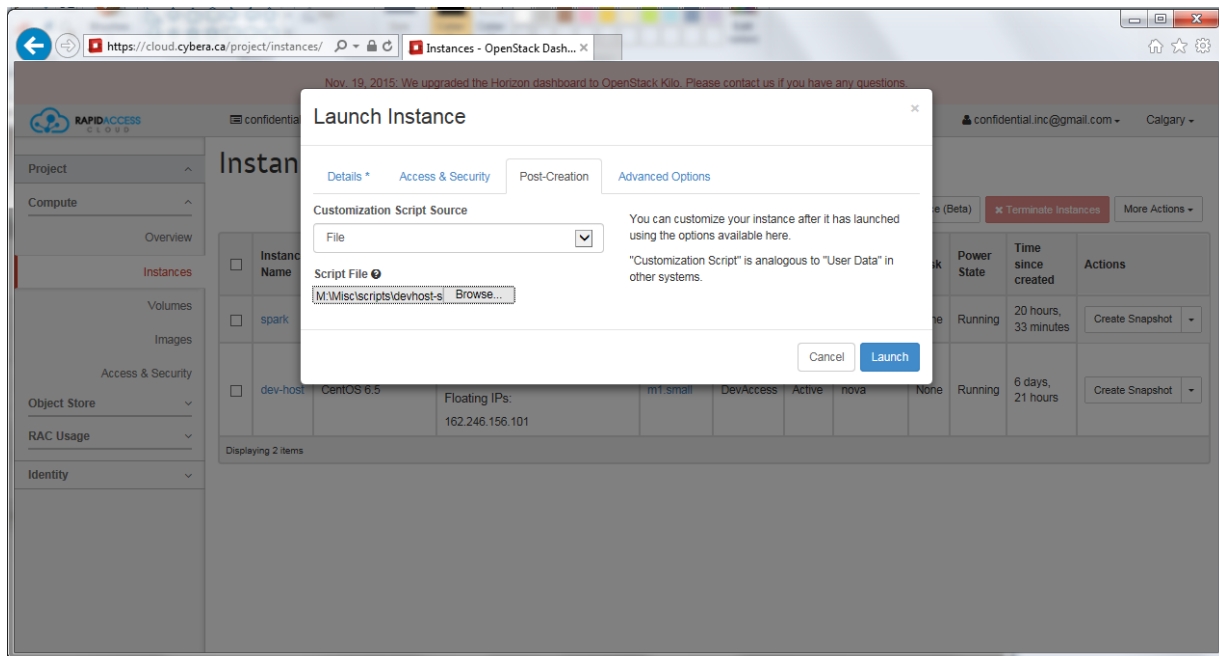 https://cloud.cybera.ca/project/instances/
Instances - OpenStack Dash...
Nov. 19, 2015: We upgraded the Horizon dashboard to OpenStack Kilo. Please contact us if you have any questions.
RAPIDACCESS
CLOUD
confidential
confidential.inc@gmail.com
Calgary
Project
Compute
Overview
Instances
Volumes
Images
Access & Security
Object Store
RAC Usage
Identity
Instan
Launch Instance
×
Details *
Access & Security
Post-Creation
Advanced Options
Customization Script Source
File
Script File
M:\Misc\scripts\devhost-s
Browse...
You can customize your instance after it has launched
using the options available here.
"Customization Script" is analogous to "User Data" in
other systems.
Cancel
Launch
e (Beta)
Terminate Instances
More Actions
Instanc
Name
sk
Power
State
Time
since
created
Actions
spark
ne
Running
20 hours,
33 minutes
Create Snapshot
dev-host
CentOS 6.5
Floating IPs:
162.246.156.101
m1.small
DevAccess
Active
nova
None
Running
6 days,
21 hours
Create Snapshot
Displaying 2 items